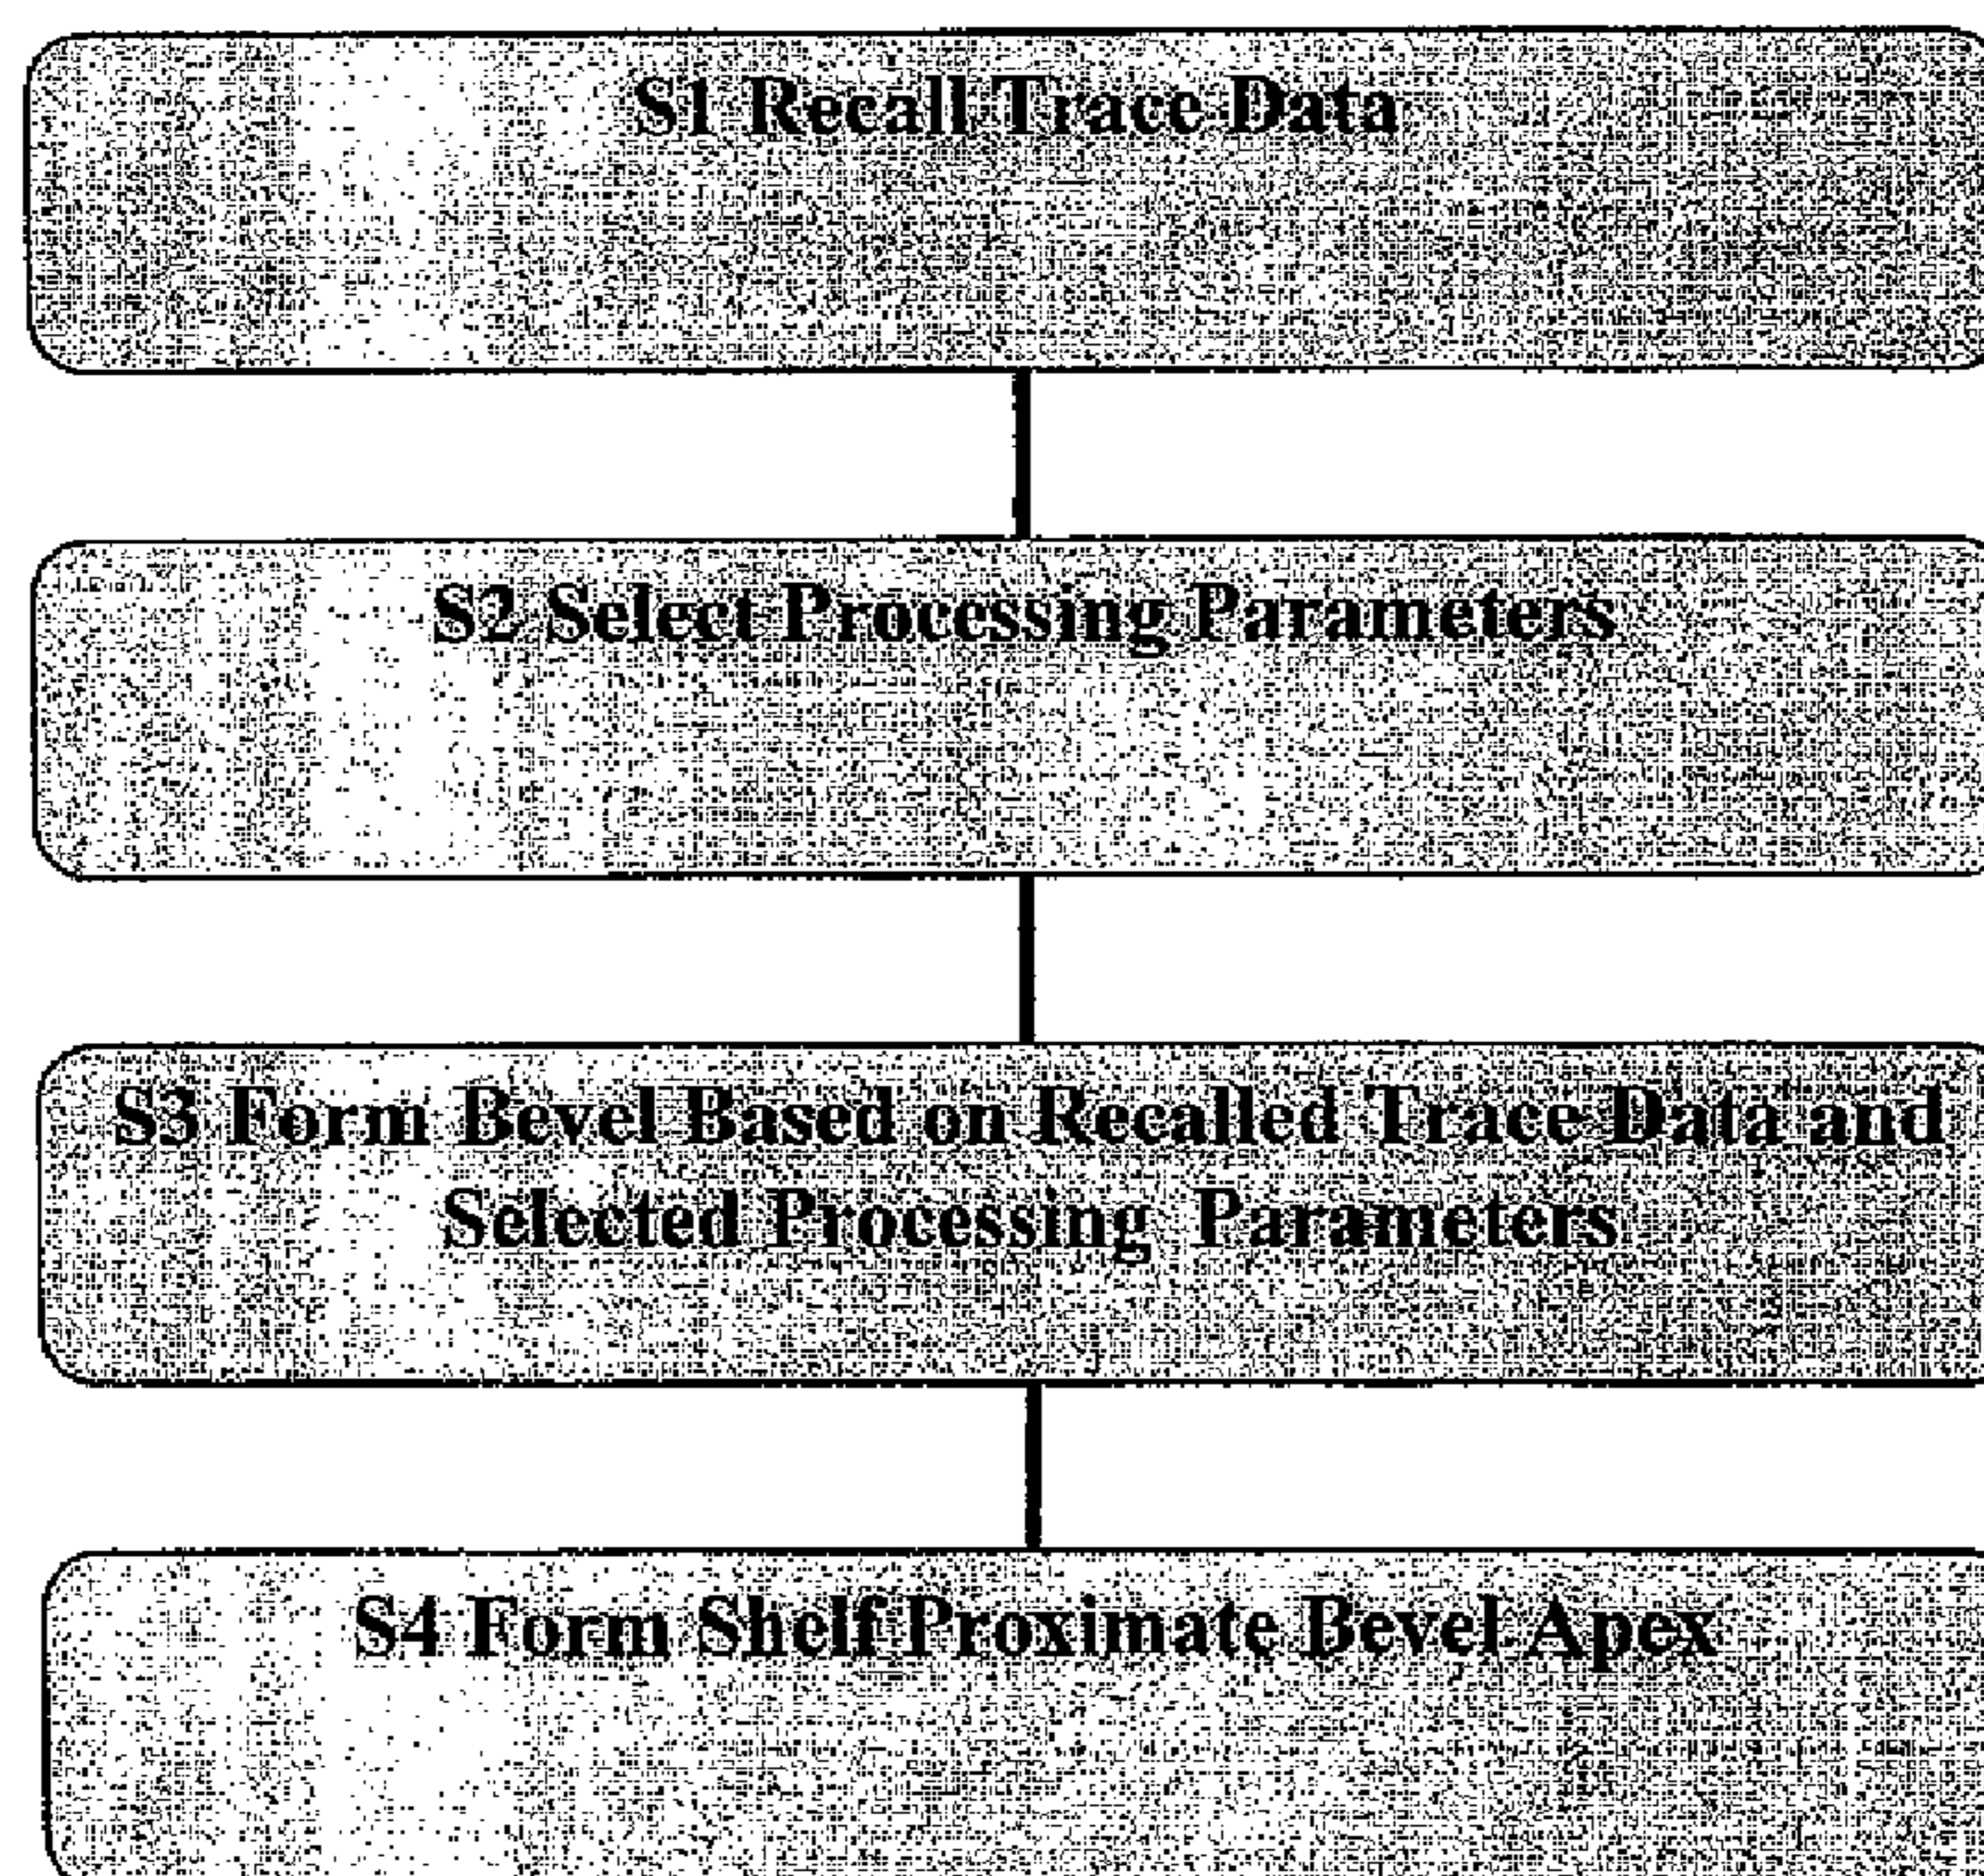 S1 Recall Trace Data
S2 Select Processing Parameters
S3 Form Bevel Based on Recalled Trace Data and
Selected Processing Parameters
S4 Form Shelf Proximate Bevel Apex